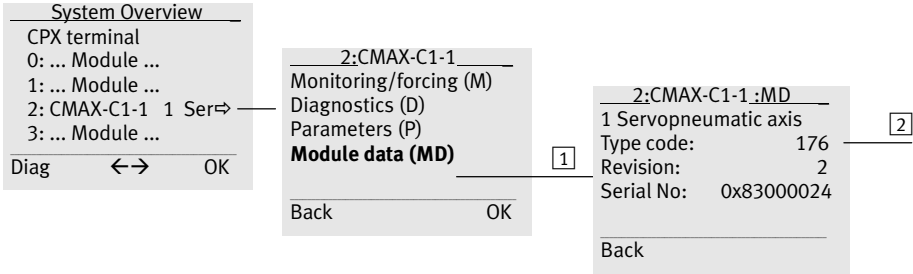 System Overview _
CPX terminal
0: ... Module ...
1: ... Module ...
2: CMAX-C1-1 1 Ser⇨
3: ... Module ...
Diag ←→ OK
2:CMAX-C1-1 _
Monitoring/forcing (M)
Diagnostics (D)
Parameters (P)
Module data (MD)
Back OK
1
2:CMAX-C1-1 :MD _
1 Servopneumatic axis
Type code: 176
Revision: 2
Serial No: 0x83000024
Back
2